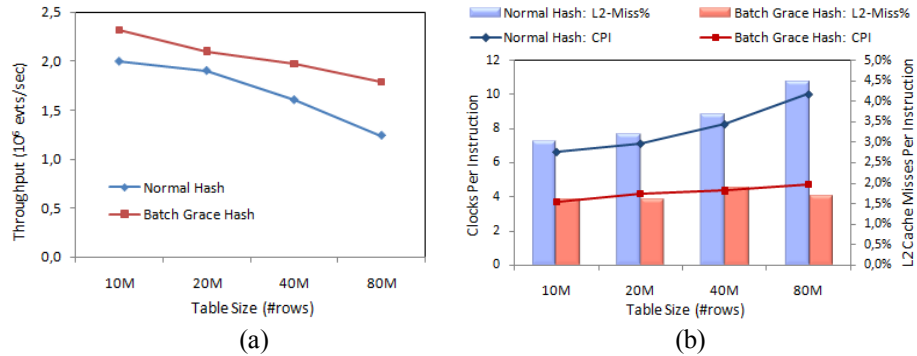 2,5
2,0
1,5
1,0
0,5
0,0
Throughput (10⁶ evts/sec)
Normal Hash
Batch Grace Hash
10M 20M 40M 80M
Table Size (#rows)
(a)
Normal Hash: L2-Miss% Batch Grace Hash: L2-Miss%
Normal Hash: CPI Batch Grace Hash: CPI
12
10
8
6
4
2
0
Clocks Per Instruction
5,0%
4,5%
4,0%
3,5%
3,0%
2,5%
2,0%
1,5%
1,0%
0,5%
0,0%
L2 Cache Misses Per Instruction
10M 20M 40M 80M
Table Size (#rows)
(b)